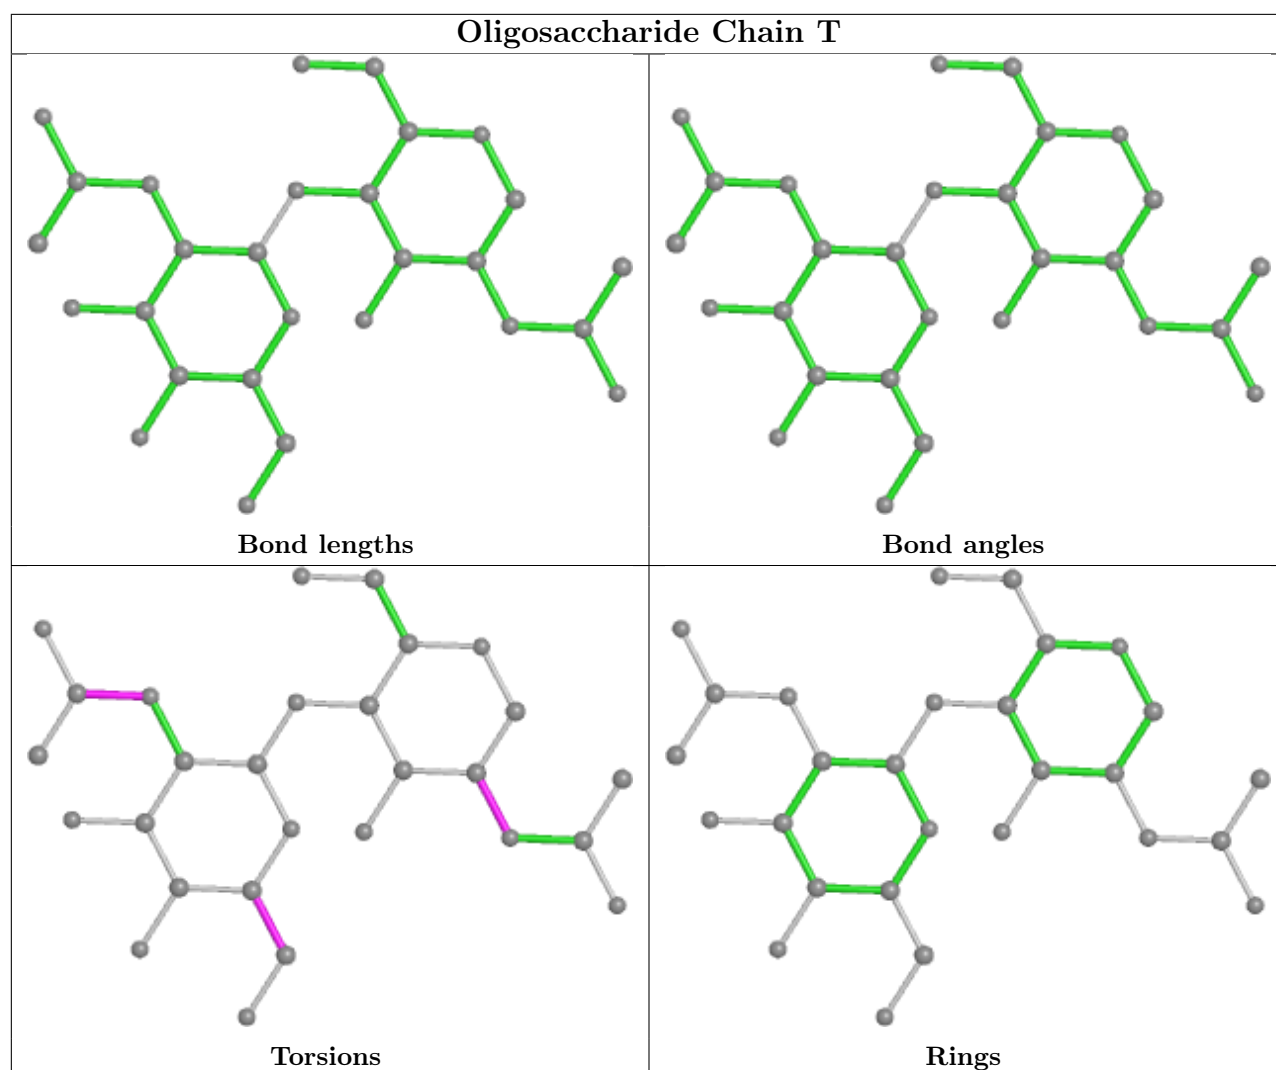 Oligosaccharide Chain T
Bond lengths
Bond angles
Torsions
Rings